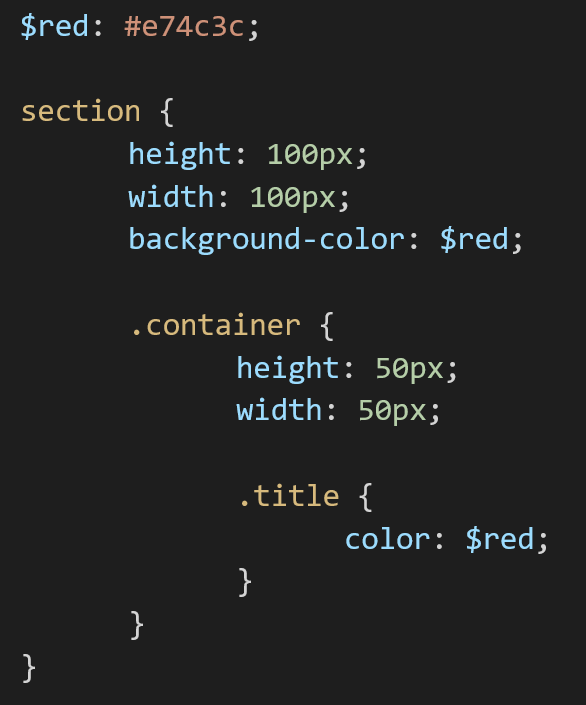 $red: #e74c3c;
section {
height: 100px;
width: 100px;
background-color: $red;
.container {
height: 50px;
width: 50px;
.title {
color: $red;
}
}
}